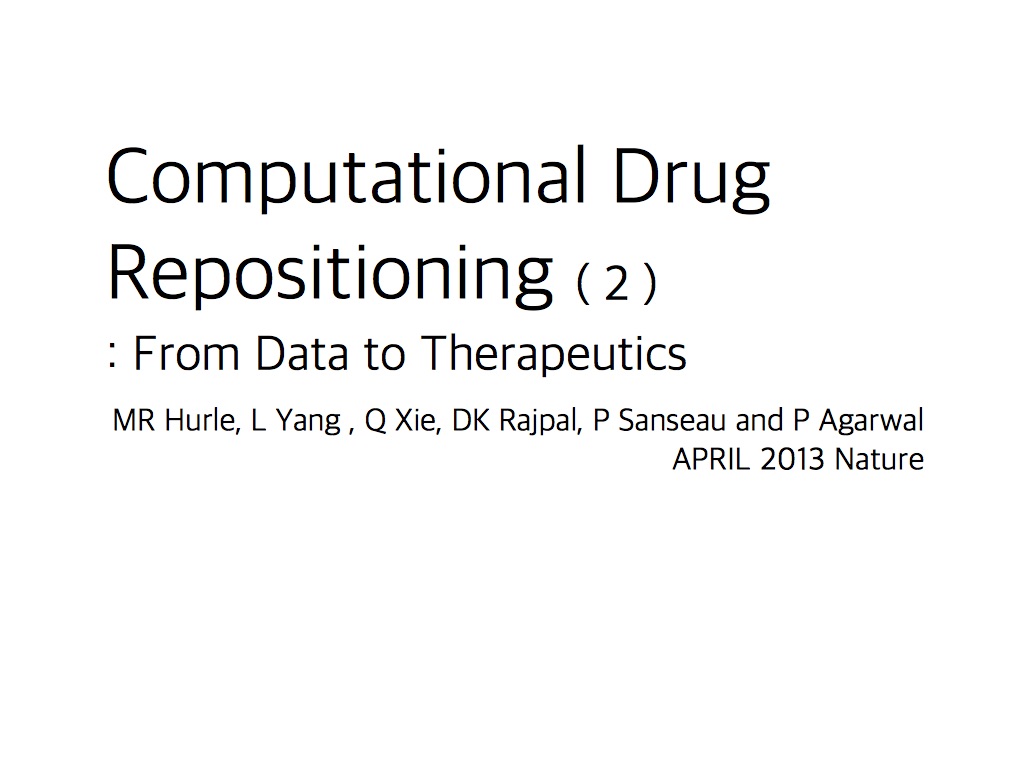 Computational Drug
Repositioning ( 2 )
: From Data to Therapeutics
MR Hurle, L Yang , Q Xie, DK Rajpal, P Sanseau and P Agarwal
APRIL 2013 Nature